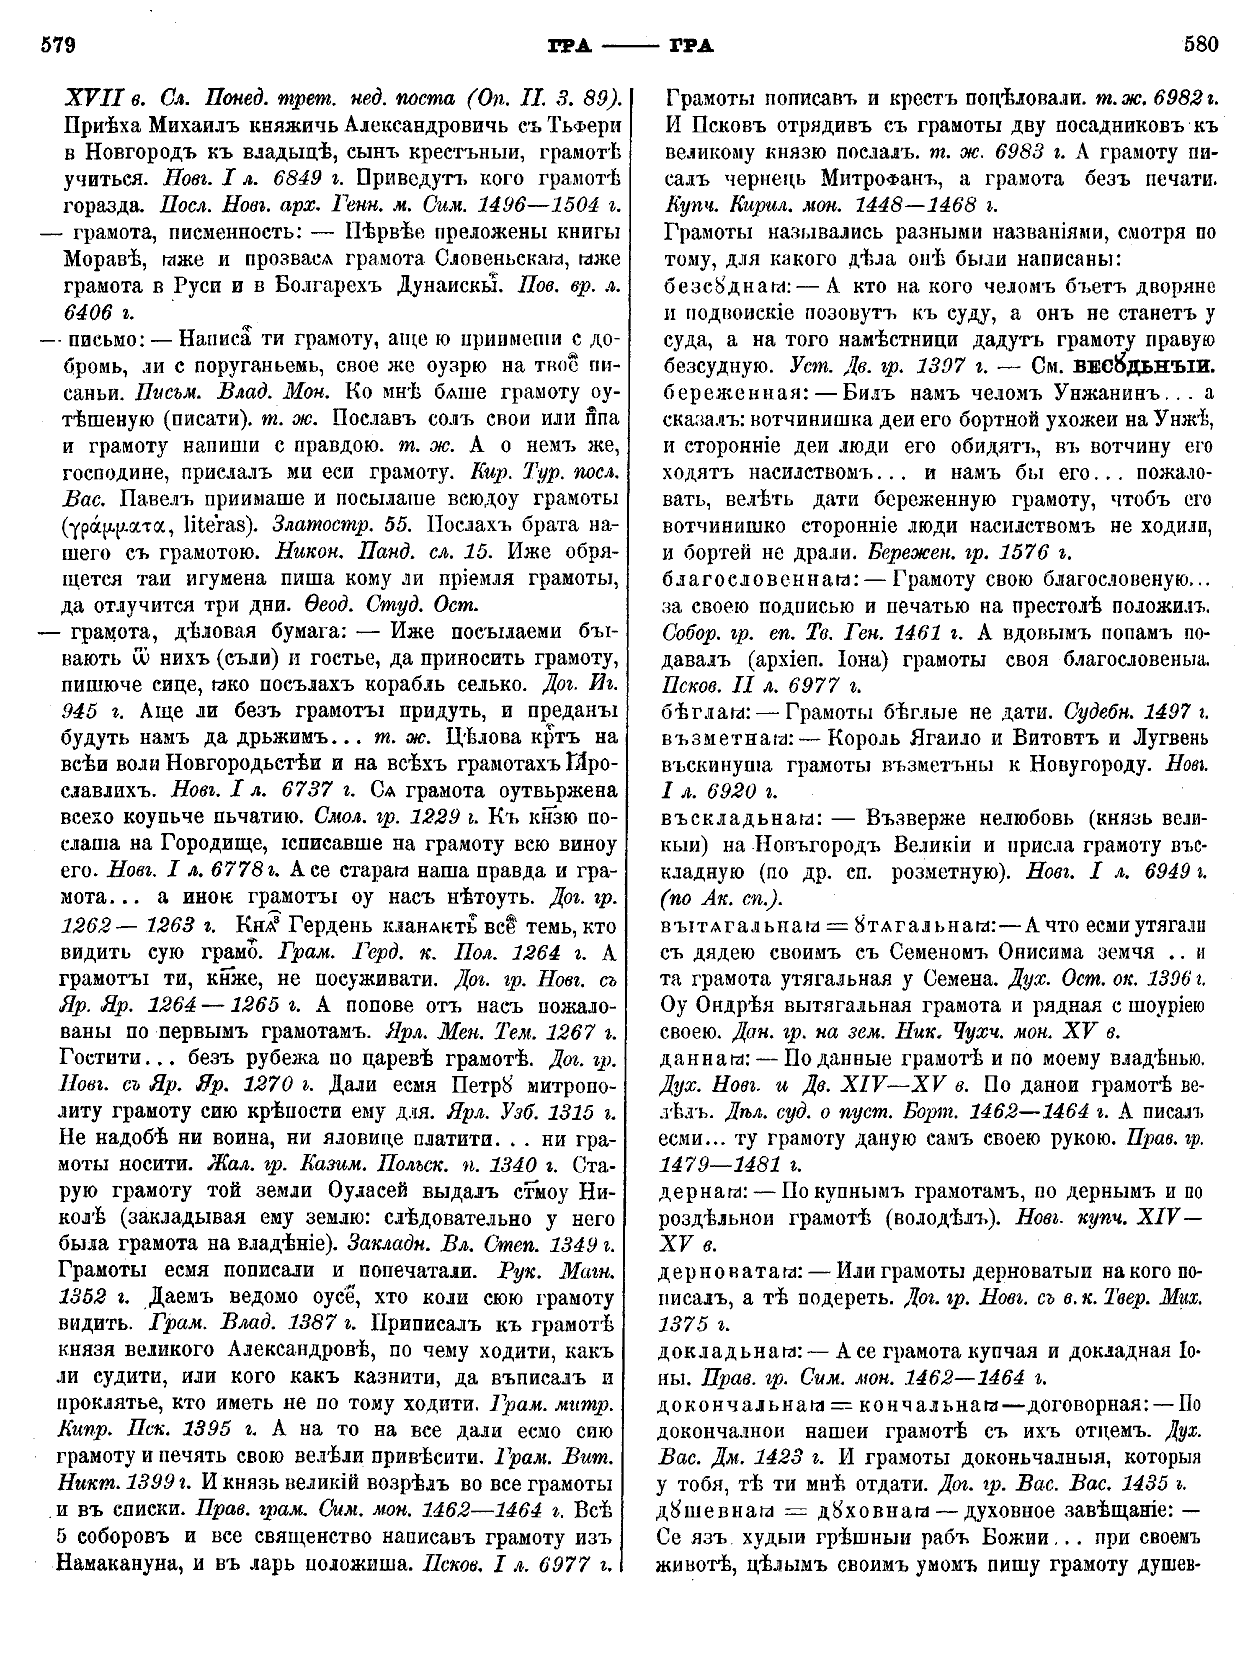 579
ГРА —— ГРА
580
XVII в. Сл. Понед. трет. нед. поста (Оп. II. 3. 89).
Приѣха Михаилъ княжичь Александровичь съ Тьѳери
в Новгородъ къ владыцѣ, сынъ крестъныи, грамотѣ
учиться. Новг. I л. 6849 г. Приведутъ кого грамотѣ
горазда. Посл. Новг. арх. Генн. м. Сим. 1496—1504 г.
— грамота, писменность: — Пѣрвѣе преложены книгы
Моравѣ, ꙗже и прозвасѧ грамота Словеньскаꙗ, ꙗже
грамота в Руси и в Болгарехъ Дунаискы̑. Пов. вр. л.
6406 г.
— письмо: — Написа̑ ти грамоту, аще ю приимеши с до-
бромь, ли с поруганьемь, свое же оузрю на твое̑ пи-
саньи. Письм. Влад. Мон. Ко мнѣ бѧше грамоту оу-
тѣшеную (писати). т. ж. Пославъ солъ свои или п҃па
и грамоту напиши с правдою. т. ж. А о немъ же,
господине, прислалъ ми еси грамоту. Кир. Тур. посл.
Вас. Павелъ приимаше и посылаше всюдоу грамоты
(γράμματα, literas). Златостр. 55. Послахъ брата на-
шего съ грамотою. Никон. Панд. сл. 15. Иже обря-
щется таи игумена пиша кому ли пріемля грамоты,
да отлучится три дни. Ѳеод. Студ. Ост.
— грамота, дѣловая бумага: — Иже посылаеми бы-
вають ѿ нихъ (съли) и гостье, да приносить грамоту,
пишюче сице, ꙗко посълахъ корабль селько. Дог. Иг.
945 г. Аще ли безъ грамоты придуть, и преданы
будуть намъ да дрьжимъ... т. ж. Цѣлова кр҃тъ на
всѣи воли Новгородьстѣи и на всѣхъ грамотахъ Ꙗро-
славлихъ. Новг. I л. 6737 г. Сѧ грамота оутвьржена
всехо коупьче пьчатию. Смол. гр. 1229 г. Къ кн҃зю по-
слаша на Городище, ісписавше на грамоту всю виноу
его. Новг. I л. 6778 г. А се стараꙗ наша правда и гра-
мота... а иноѥ грамоты оу насъ нѣтоуть. Дог. гр.
1262— 1263 г. Кнѧз̑ Гердень кланѧѥть̑ все̑ темь, кто
видить сую грамо̑. Грам. Герд. к. Пол. 1264 г. А
грамоты ти, кн҃же, не посуживати. Дог. гр. Новг. съ
Яр. Яр. 1264—1265 г. А попове отъ насъ пожало-
ваны по первымъ грамотамъ. Ярл. Мен. Тем. 1267 г.
Гостити... безъ рубежа по царевѣ грамотѣ. Дог. гр.
Новг. съ Яр. Яр. 1270 г. Дали есмя Петрꙋ митропо-
литу грамоту сию крѣпости ему для. Ярл. Узб. 1315 г.
Не надобѣ ни воина, ни яловице платити. . . ни гра-
моты носити. Жал. гр. Казим. Польск. п. 1340 г. Ста-
рую грамоту той земли Оуласей выдалъ ст҃моу Ни-
колѣ (закладывая ему землю: слѣдовательно у него
была грамота на владѣніе). Закладн. Вл. Степ. 1349 г.
Грамоты есмя пописали и попечатали. Рук. Магн.
1352 г. Даемъ ведомо оусе̑, хто коли сюю грамоту
видить. Грам. Влад. 1387 г. Приписалъ къ грамотѣ
князя великого Александровѣ, по чему ходити, какъ
ли судити, или кого какъ казнити, да въписалъ и
проклятье, кто иметь не по тому ходити. Грам. митр.
Кипр. Пск. 1395 г. А на то на все дали есмо сию
грамоту и печять свою велѣли привѣсити. Грам. Вит.
Никт. 1399 г. И князь великій возрѣлъ во все грамоты
и въ списки. Прав. грам. Сим. мон. 1462—1464 г. Всѣ
5 соборовъ и все священство написавъ грамоту изъ
Намакануна, и въ ларь положиша. Псков. I л. 6977 г.
Грамоты пописавъ и крестъ поцѣловали. т. ж. 6982 г.
И Псковъ отрядивъ съ грамоты дву посадниковъ къ
великому князю послалъ. т. ж. 6983 г. А грамоту пи-
салъ чернець Митроѳанъ, а грамота безъ печати.
Купч. Кирил. мон. 1448—1468 г.
Грамоты назывались разными названіями, смотря по
тому, для какого дѣла онѣ были написаны:
безсꙋднаꙗ: — А кто на кого челомъ бьетъ дворяне
и подвоискіе позовутъ къ суду, а онъ не станетъ у
суда, а на того намѣстници дадутъ грамоту правую
безсудную. Уст. Дв. гр. 1397 г. — См. БЕСꙊДЬНЫИ.
береженная: — Билъ намъ челомъ Унжанинъ... а
сказалъ: вотчинишка деи его бортной ухожеи на Унжѣ,
и сторонніе деи люди его обидятъ, въ вотчину его
ходятъ насилствомъ... и намъ бы его... пожало-
вать, велѣть дати береженную грамоту, чтобъ его
вотчинишко сторонніе люди насилствомъ не ходили,
и бортей не драли. Бережен. гр. 1576 г.
благословеннаꙗ: — Грамоту свою благословеную...
за своею подписью и печатью на престолѣ положилъ.
Собор. гр. еп. Тв. Ген. 1461 г. А вдовымъ попамъ по-
давалъ (архіеп. Іона) грамоты своя благословеныа.
Псков. II л. 6977 г.
бѣглаꙗ: — Грамоты бѣглые не дати. Судебн. 1497 г.
възметнаꙗ: — Король Ягаило и Витовтъ и Лугвень
въскинуша грамоты възметъны к Новугороду. Новг.
I л. 6920 г.
въскладьнаꙗ: — Възверже нелюбовь (князь вели-
кыи) на Новъгородъ Великіи и присла грамоту въс-
кладную (по др. сп. розметную). Новг. I л. 6949 г.
(по Ак. сп.).
вытѧгальнаꙗ = ꙋтѧгальнаꙗ: — А что есми утягали
съ дядею своимъ съ Семеномъ Онисима земчя .. и
та грамота утягальная у Семена. Дух. Ост. ок. 1396 г.
Оу Ондрѣя вытягальная грамота и рядная с шоуріею
своею. Дан. гр. на зем. Ник. Чухч. мон. XV в.
даннаꙗ: — По данные грамотѣ и по моему владѣнью.
Дух. Новг. и Дв. XIV—XV в. По данои грамотѣ ве-
лѣлъ. Дѣл. суд. о пуст. Борт. 1462—1464 г. А писалъ
есми... ту грамоту даную самъ своею рукою. Прав. гр.
1479—1481 г.
дернаꙗ: — По купнымъ грамотамъ, по дернымъ и по
роздѣльнои грамотѣ (володѣлъ). Новг. купч. XIV—
XV в.
дерноватаꙗ: — Или грамоты дерноватыи на кого по-
писалъ, а тѣ подереть. Дог. гр. Новг. съ в. к. Твер. Мих.
1375 г.
докладьнаꙗ: — А се грамота купчая и докладная Іо-
ны. Прав. гр. Сим. мон. 1462—1464 г.
докончальнаꙗ = кончальнаꙗ — договорная: — По
докончалнои нашеи грамотѣ съ ихъ отцемъ. Дух.
Вас. Дм. 1423 г. И грамоты доконьчалныя, которыя
у тобя, тѣ ти мнѣ отдати. Дог. гр. Вас. Вас. 1435 г.
дꙋшевнаꙗ = дꙋховнаꙗ — духовное завѣщаніе: —
Се язъ худыи грѣшныи рабъ Божии... при своемъ
животѣ, цѣлымъ своимъ умомъ пишу грамоту душев-